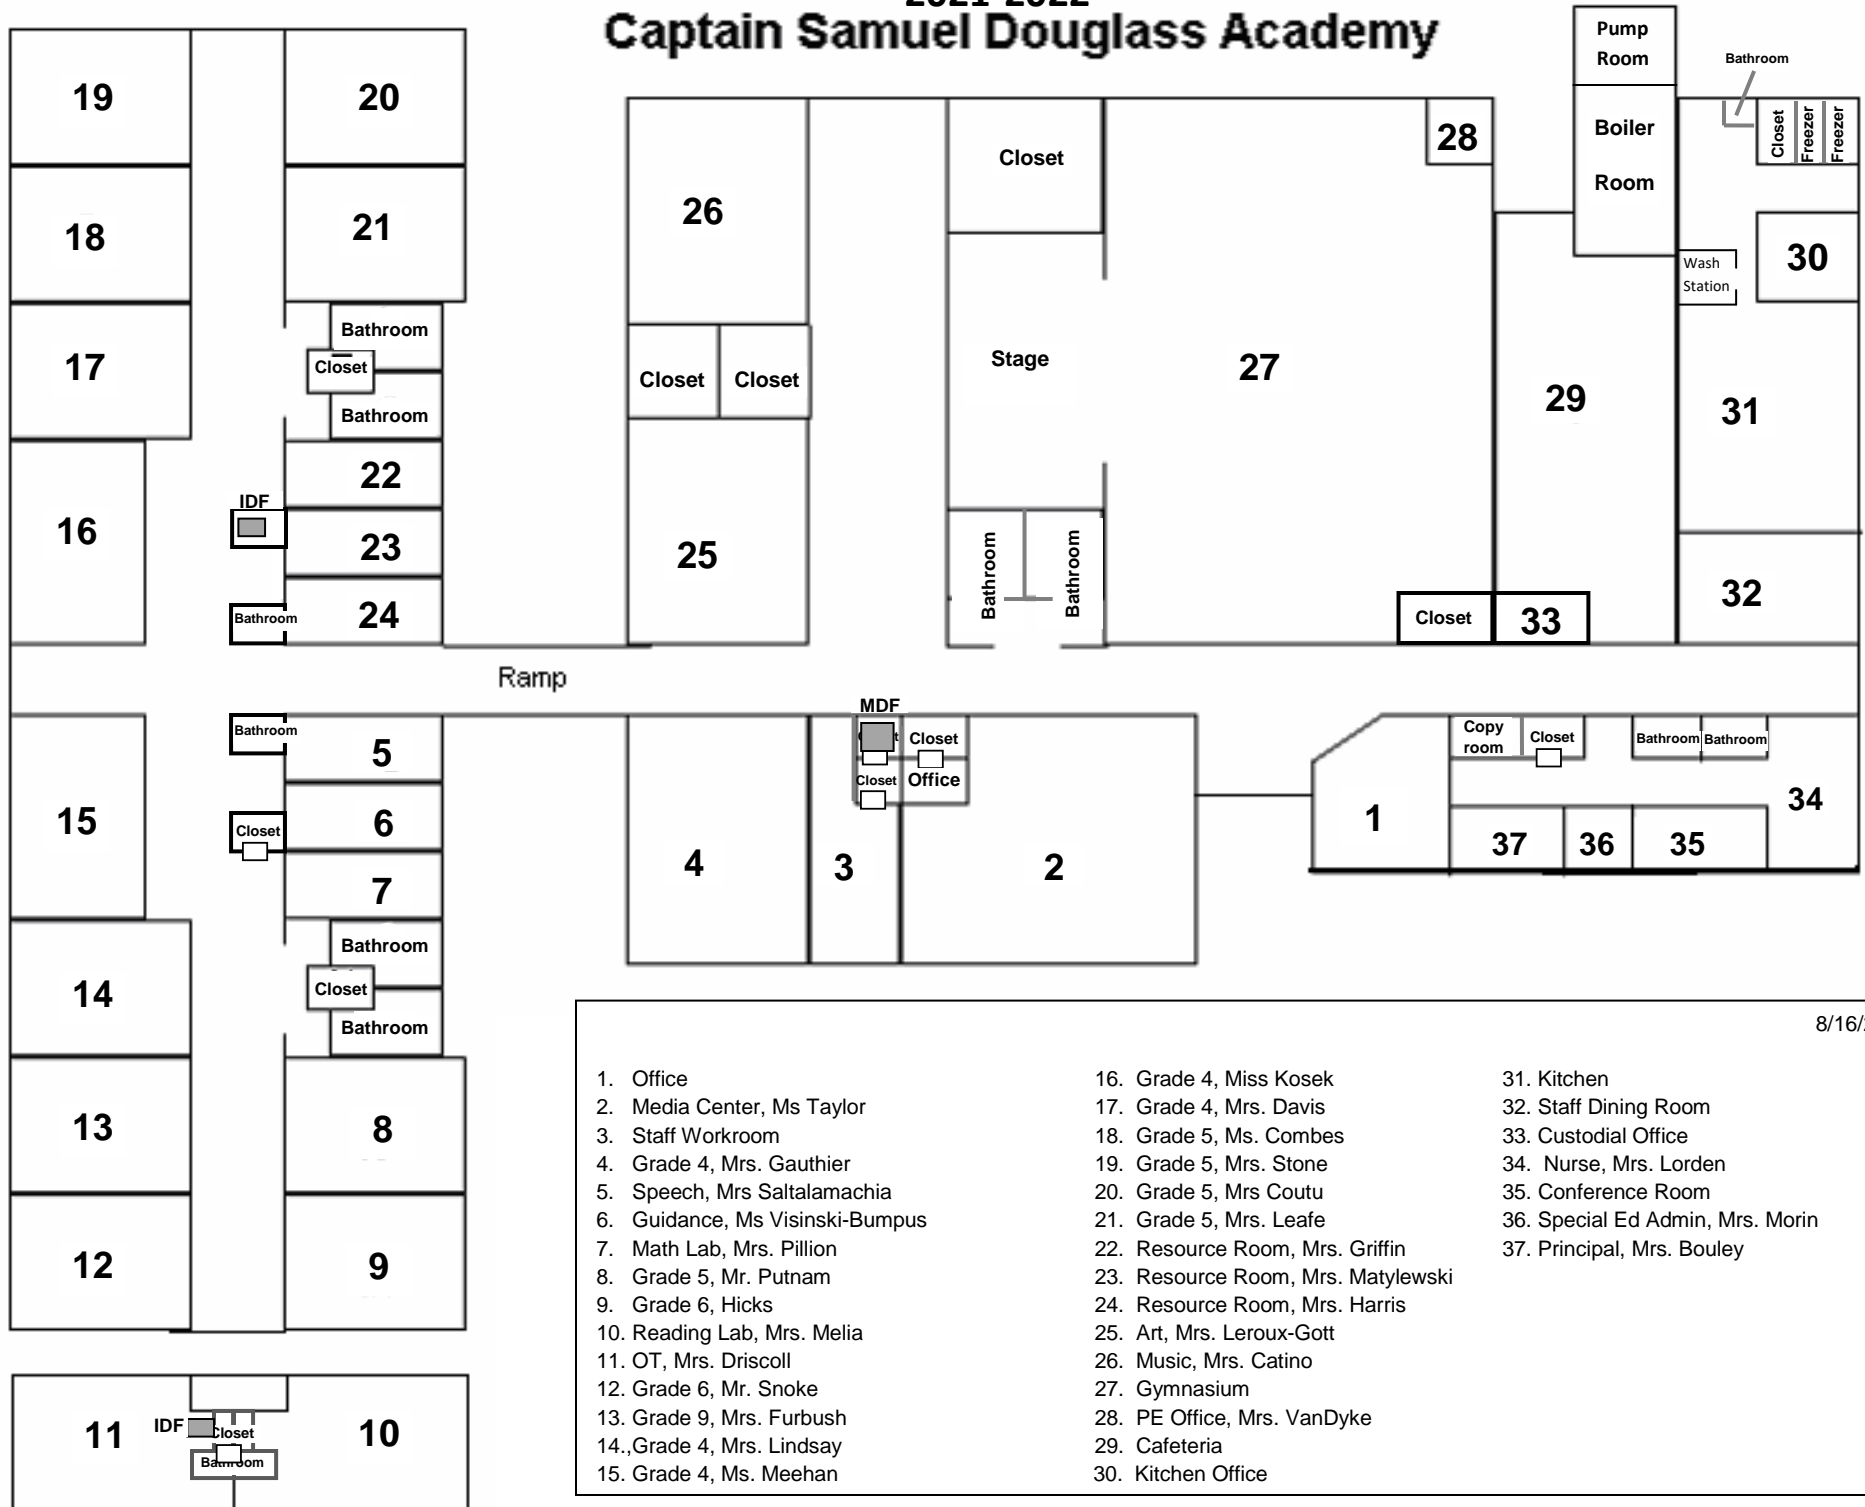 2021-2022
Captain Samuel Douglass Academy
Pump
Room
Bathroom
19
20
28
Boiler
Room
Closet
Freezer
Freezer
Closet
26
18
21
Wash
Station
30
Bathroom
Closet
Bathroom
17
Closet
Closet
Stage
27
29
31
22
IDF
16
23
25
Bathroom
Bathroom
Bathroom
24
Closet
33
32
Ramp
MDF
Bathroom
5
Closet
Copy
room
Closet
Bathroom
Bathroom
Closet
Office
34
15
Closet
6
4
3
2
1
37
36
35
7
Bathroom
14
Closet
Bathroom
13
8
12
9
11
IDF
Closet
Bathroom
10
8/16/
1. Office
2. Media Center, Ms Taylor
3. Staff Workroom
4. Grade 4, Mrs. Gauthier
5. Speech, Mrs Saltalamachia
6. Guidance, Ms Visinski-Bumpus
7. Math Lab, Mrs. Pillion
8. Grade 5, Mr. Putnam
9. Grade 6, Hicks
10. Reading Lab, Mrs. Melia
11. OT, Mrs. Driscoll
12. Grade 6, Mr. Snoke
13. Grade 9, Mrs. Furbush
14.,Grade 4, Mrs. Lindsay
15. Grade 4, Ms. Meehan
16. Grade 4, Miss Kosek
17. Grade 4, Mrs. Davis
18. Grade 5, Ms. Combes
19. Grade 5, Mrs. Stone
20. Grade 5, Mrs Coutu
21. Grade 5, Mrs. Leafe
22. Resource Room, Mrs. Griffin
23. Resource Room, Mrs. Matylewski
24. Resource Room, Mrs. Harris
25. Art, Mrs. Leroux-Gott
26. Music, Mrs. Catino
27. Gymnasium
28. PE Office, Mrs. VanDyke
29. Cafeteria
30. Kitchen Office
31. Kitchen
32. Staff Dining Room
33. Custodial Office
34. Nurse, Mrs. Lorden
35. Conference Room
36. Special Ed Admin, Mrs. Morin
37. Principal, Mrs. Bouley